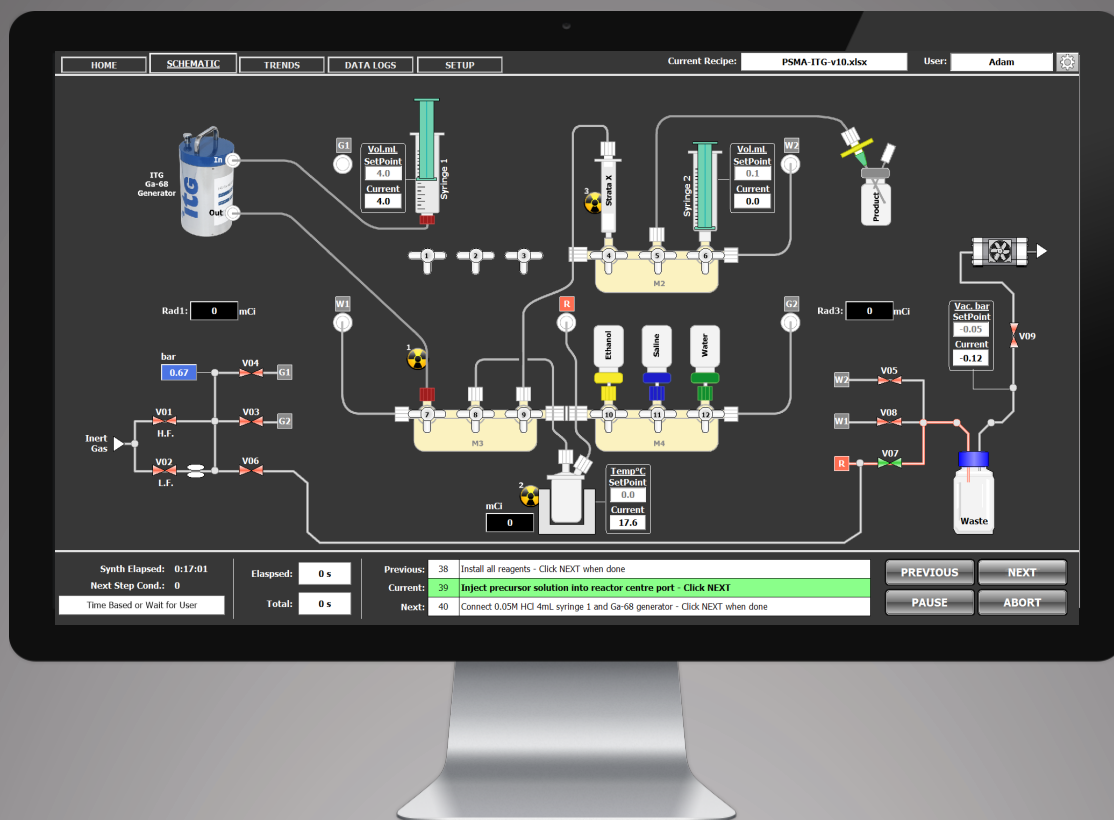 HOME
SCHEMATIC
TRENDS
DATA LOGS
SETUP
Current Recipe:
PSMA-ITG-v10.xlsx
User:
Adam
ITG
Ga-68
Generator
In
itG
Out
G1
Vol.mL
SetPoint
4.0
Current
4.0
Syringe 1
1
2
3
3
Strata X
Syringe 2
Vol.mL
SetPoint
0.1
Current
0.0
W2
Product
4
5
6
M2
Rad1:
0
mCi
W1
R
G2
Rad3:
0
mCi
Vac. bar
SetPoint
-0.05
Current
-0.12
V09
Ethanol
Saline
Water
1
bar
0.67
V04
G1
V01
H.F.
V03
G2
Inert
Gas
V02
L.F.
V06
7
8
9
M3
10
11
12
M4
W2
V05
W1
V08
R
V07
2
mCi
0
Temp°C
SetPoint
0.0
Current
17.6
Waste
Synth Elapsed: 0:17:01
Next Step Cond.: 0
Time Based or Wait for User
Elaspsed:
0 s
Total:
0 s
Previous: 38 Install all reagents - Click NEXT when done
Current: 39 Inject precursor solution into reactor centre port - Click NEXT
Next: 40 Connect 0.05M HCl 4mL syringe 1 and Ga-68 generator - Click NEXT when done
PREVIOUS
NEXT
PAUSE
ABORT